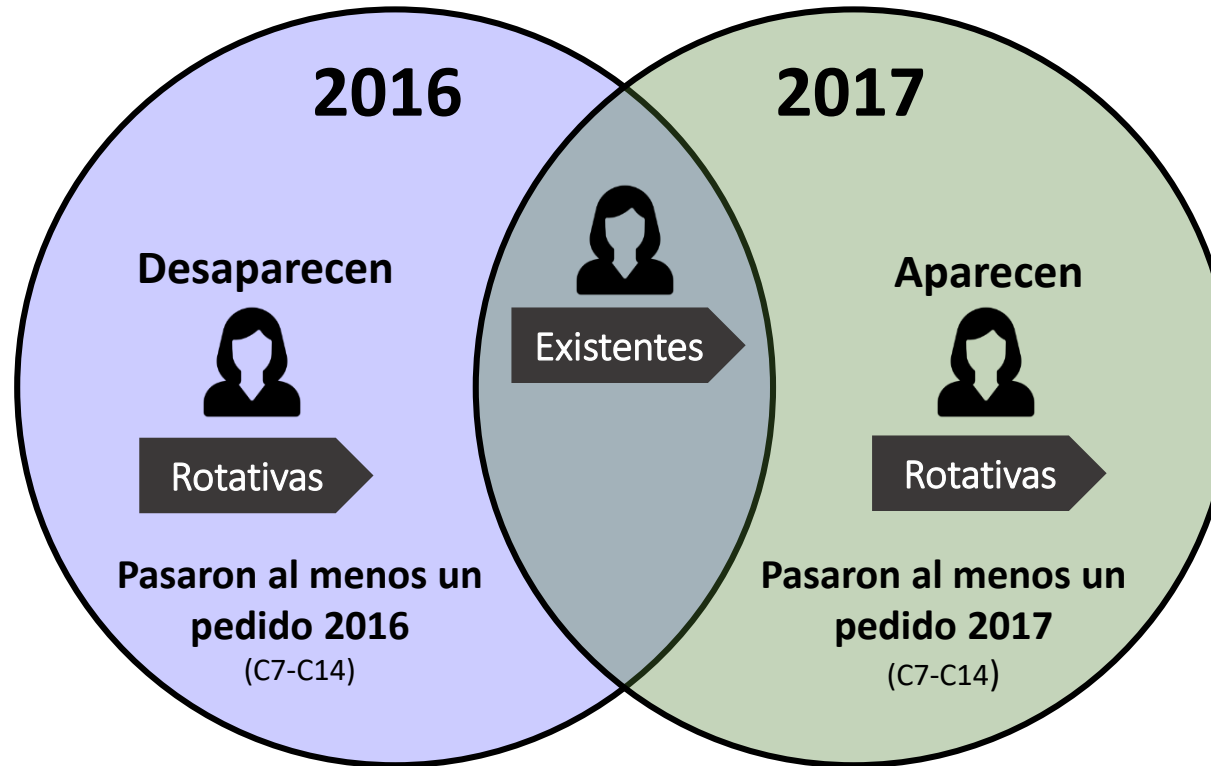 2016
2017
Desaparecen
Existentes
Aparecen
Rotativas
Rotativas
Pasaron al menos un
pedido 2016
(C7-C14)
Pasaron al menos un
pedido 2017
(C7-C14)